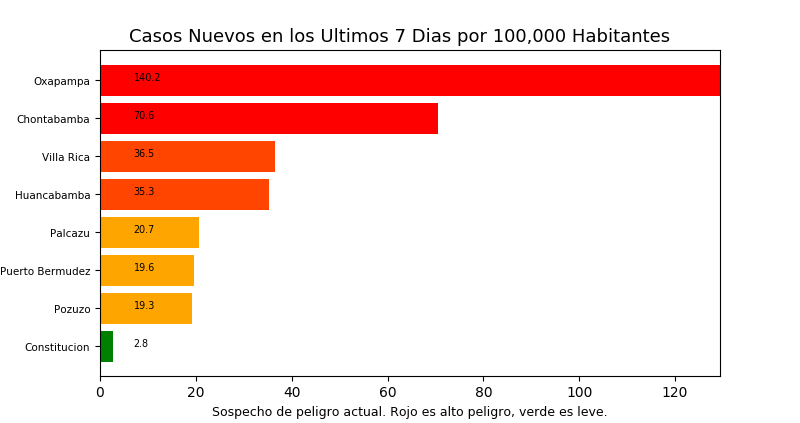 Casos Nuevos en los Ultimos 7 Dias por 100,000 Habitantes
Oxapampa 140.2
Chontabamba 70.6
Villa Rica 36.5
Huancabamba 35.3
Palcazu 20.7
Puerto Bermudez 19.6
Pozuzo 19.3
Constitucion 2.8
0 20 40 60 80 100 120
Sospecho de peligro actual. Rojo es alto peligro, verde es leve.